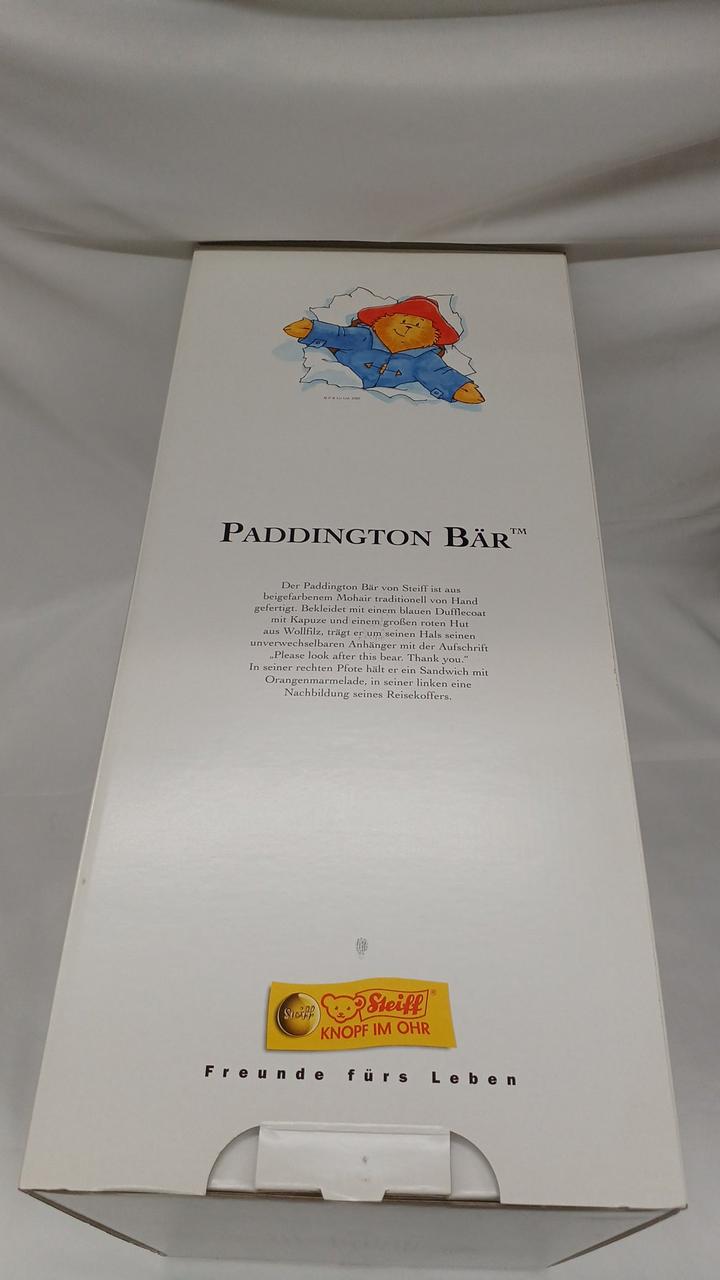 © P & Co Ltd. 2002
PADDINGTON BÄR™
Der Paddington Bär von Steiff ist aus
beigefarbenem Mohair traditionell von Hand
gefertigt. Bekleidet mit einem blauen Dufflecoat
mit Kapuze und einem großen roten Hut
aus Wollfilz, trägt er um seinen Hals seinen
unverwechselbaren Anhänger mit der Aufschrift
„Please look after this bear. Thank you.“
In seiner rechten Pfote hält er ein Sandwich mit
Orangenmarmelade, in seiner linken eine
Nachbildung seines Reisekoffers.
Steiff Steiff®
KNOPF IM OHR
Freunde fürs Leben